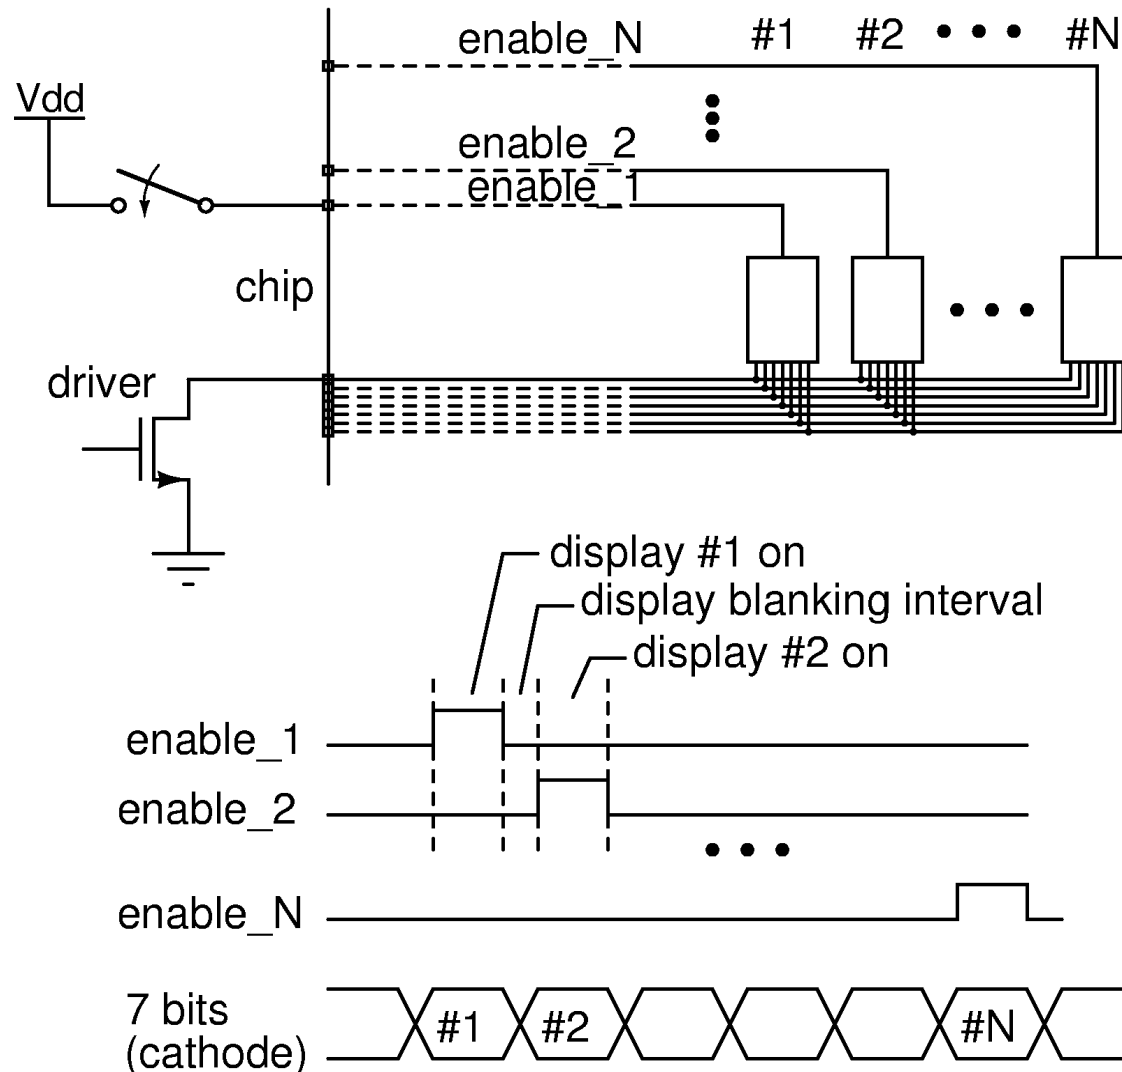 enable_N
#1
#2
#N
Vdd
enable_2
enable_1
chip
driver
display #1 on
display blanking interval
display #2 on
enable_1
enable_2
enable_N
7 bits
(cathode)
#1
#2
#N